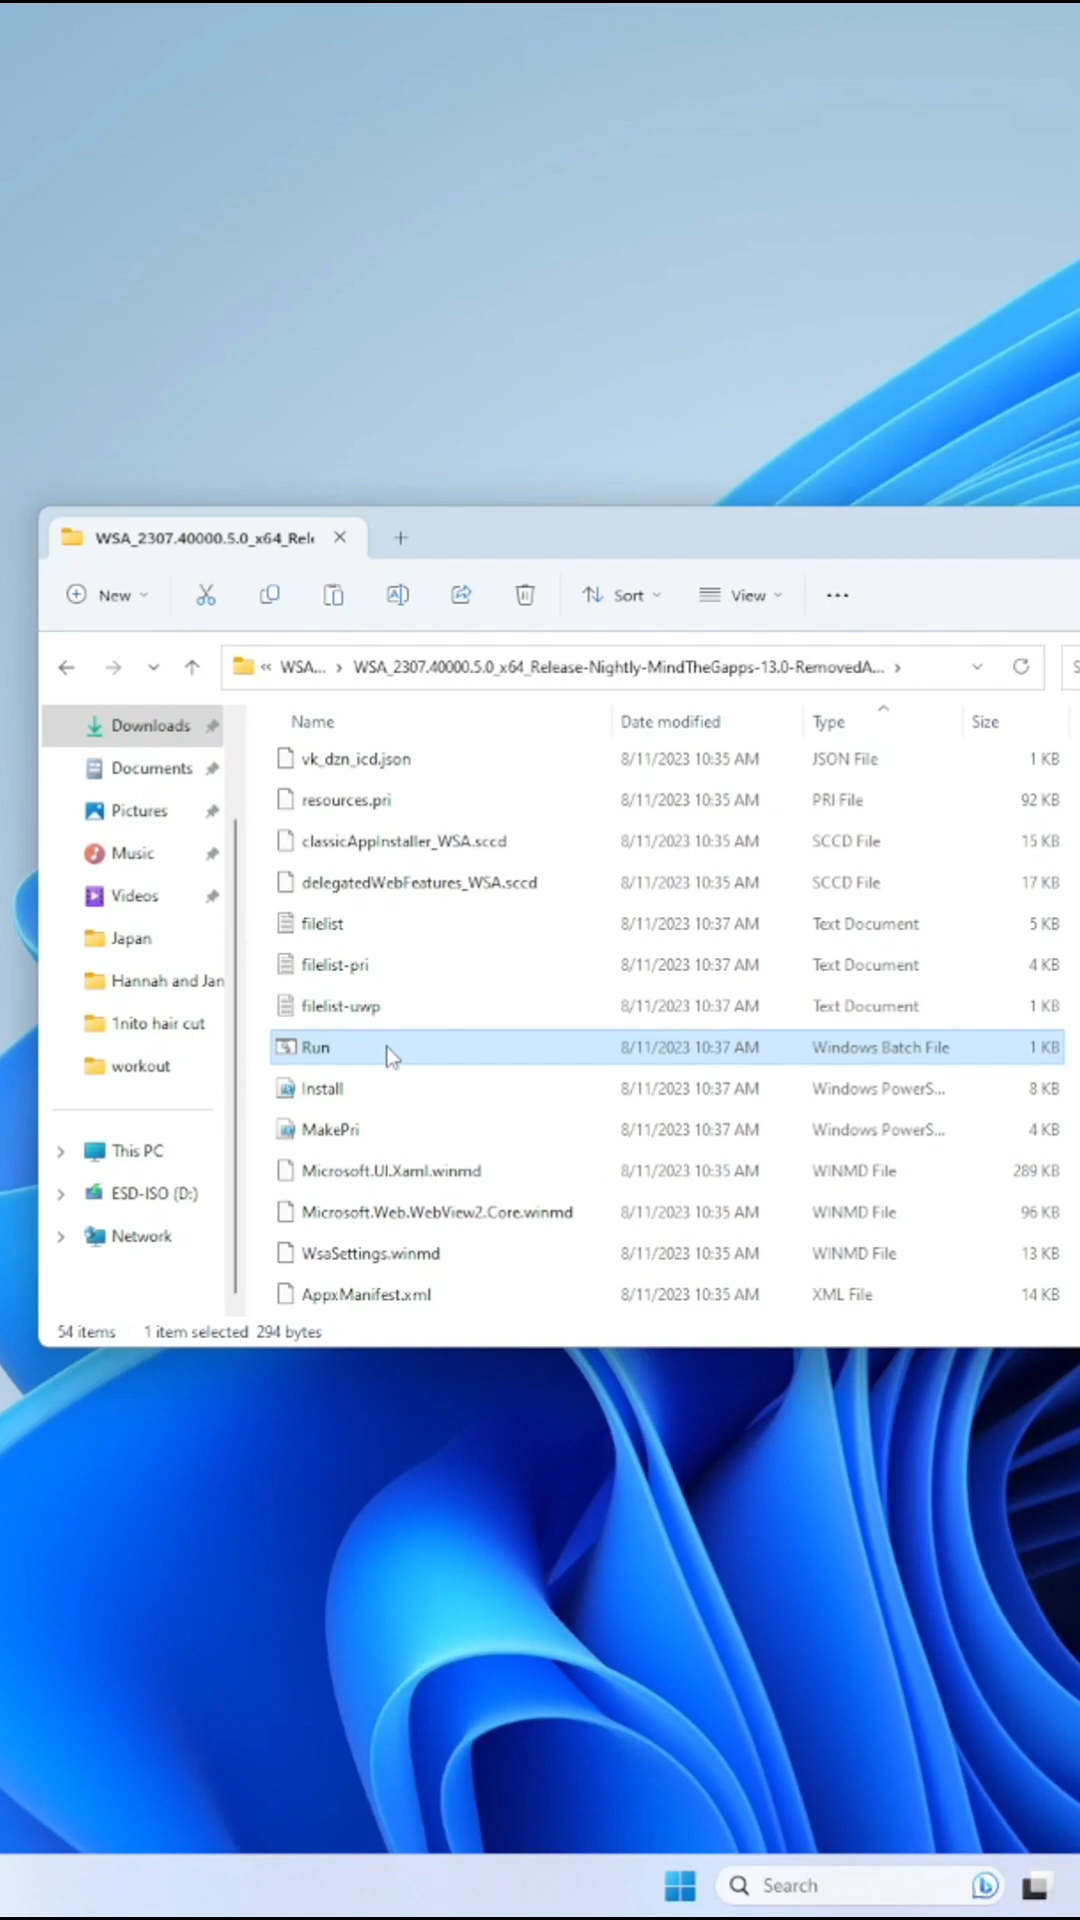 WSA_2307.40000.5.0_x64_Rele
New
Sort
View
WSA... WSA_2307.40000.5.0_x64_Release-Nightly-MindTheGapps-13.0-RemovedA...
Name Date modified Type Size
Downloads
Documents
Pictures
Music
Videos
Japan
Hannah and Jan
1nito hair cut
workout
This PC
ESD-ISO (D:)
Network
vk_dzn_icd.json 8/11/2023 10:35 AM JSON File 1 KB
resources.pri 8/11/2023 10:35 AM PRI File 92 KB
classicAppInstaller_WSA.sccd 8/11/2023 10:35 AM SCCD File 15 KB
delegatedWebFeatures_WSA.sccd 8/11/2023 10:35 AM SCCD File 17 KB
filelist 8/11/2023 10:37 AM Text Document 5 KB
filelist-pri 8/11/2023 10:37 AM Text Document 4 KB
filelist-uwp 8/11/2023 10:37 AM Text Document 1 KB
Run 8/11/2023 10:37 AM Windows Batch File 1 KB
Install 8/11/2023 10:37 AM Windows PowerS... 8 KB
MakePri 8/11/2023 10:37 AM Windows PowerS... 4 KB
Microsoft.UI.Xaml.winmd 8/11/2023 10:35 AM WINMD File 289 KB
Microsoft.Web.WebView2.Core.winmd 8/11/2023 10:35 AM WINMD File 96 KB
WsaSettings.winmd 8/11/2023 10:35 AM WINMD File 13 KB
AppxManifest.xml 8/11/2023 10:35 AM XML File 14 KB
54 items 1 item selected 294 bytes
Search